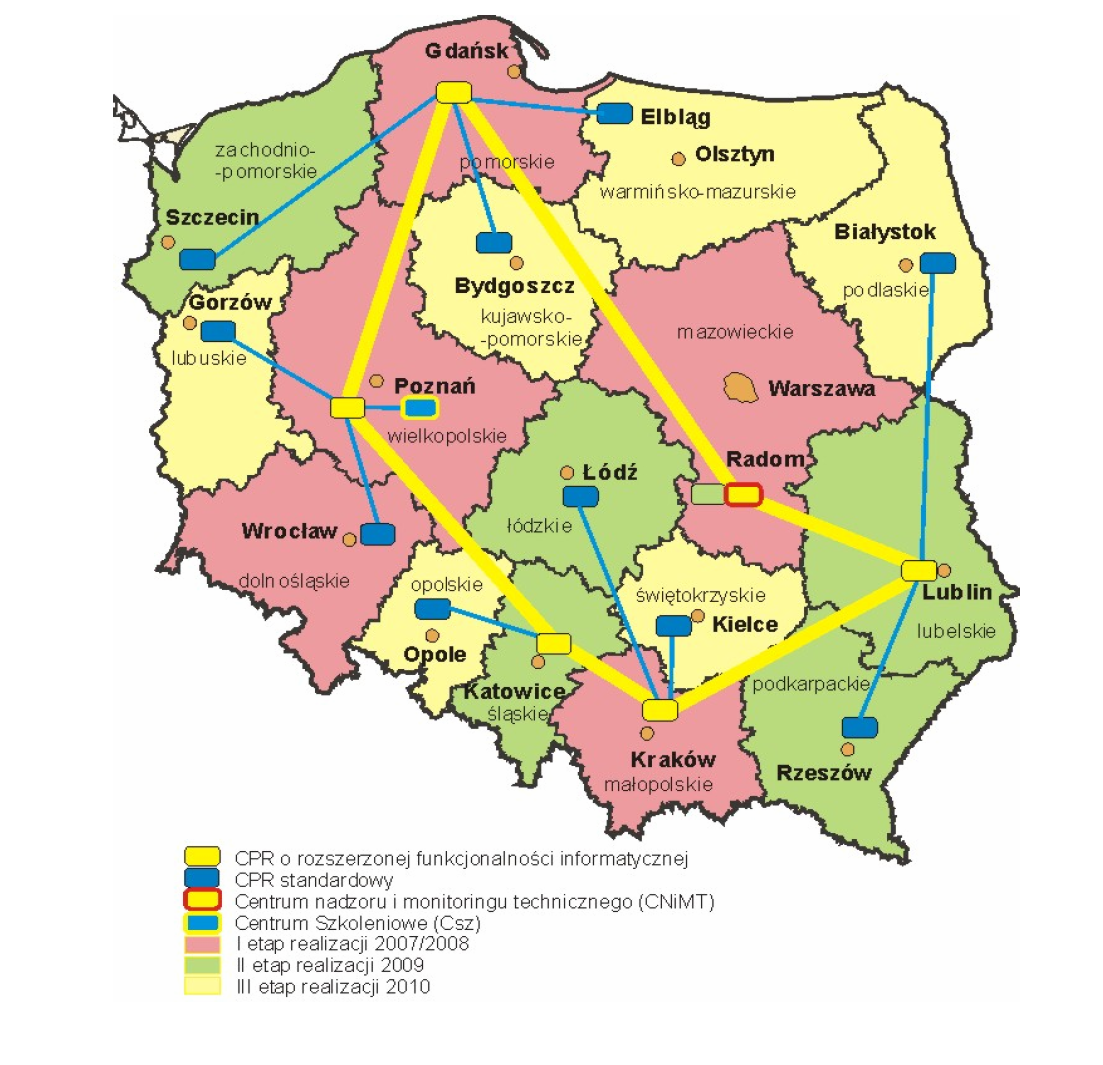 Gdańsk
Elbląg
Olsztyn
pomorskie
warmińsko-mazurskie
zachodnio-
-pomorskie
Szczecin
Białystok
podlaskie
Bydgoszcz
kujawsko-
-pomorskie
Gorzów
lubuskie
mazowieckie
Poznań
Warszawa
wielkopolskie
Radom
Łódź
łódzkie
Wrocław
dolnośląskie
opolskie
Opole
świętokrzyskie
Kielce
Lublin
lubelskie
Katowice
śląskie
podkarpackie
Kraków
małopolskie
Rzeszów
CPR o rozszerzonej funkcjonalności informatycznej
CPR standardowy
Centrum nadzoru i monitoringu technicznego (CNiMT)
Centrum Szkoleniowe (Csz)
I etap realizacji 2007/2008
II etap realizacji 2009
III etap realizacji 2010